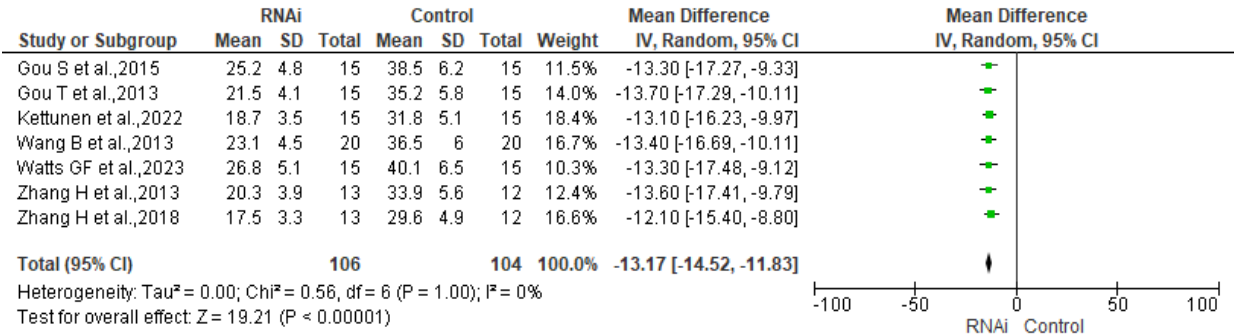 RNAi Control Mean Difference Mean Difference
Study or Subgroup Mean SD Total Mean SD Total Weight IV, Random, 95% CI IV, Random, 95% CI
Gou S et al.,2015 25.2 4.8 15 38.5 6.2 15 11.5% -13.30 [-17.27, -9.33]
Gou T et al.,2013 21.5 4.1 15 35.2 5.8 15 14.0% -13.70 [-17.29, -10.11]
Kettunen et al.,2022 18.7 3.5 15 31.8 5.1 15 18.4% -13.10 [-16.23, -9.97]
Wang B et al.,2013 23.1 4.5 20 36.5 6 20 16.7% -13.40 [-16.69, -10.11]
Watts GF et al.,2023 26.8 5.1 15 40.1 6.5 15 10.3% -13.30 [-17.48, -9.12]
Zhang H et al.,2013 20.3 3.9 13 33.9 5.6 12 12.4% -13.60 [-17.41, -9.79]
Zhang H et al.,2018 17.5 3.3 13 29.6 4.9 12 16.6% -12.10 [-15.40, -8.80]
Total (95% CI) 106 104 100.0% -13.17 [-14.52, -11.83]
Heterogeneity: Tau² = 0.00; Chi² = 0.56, df = 6 (P = 1.00); I² = 0%
Test for overall effect: Z = 19.21 (P < 0.00001)
-100 -50 0 50 100
RNAi Control